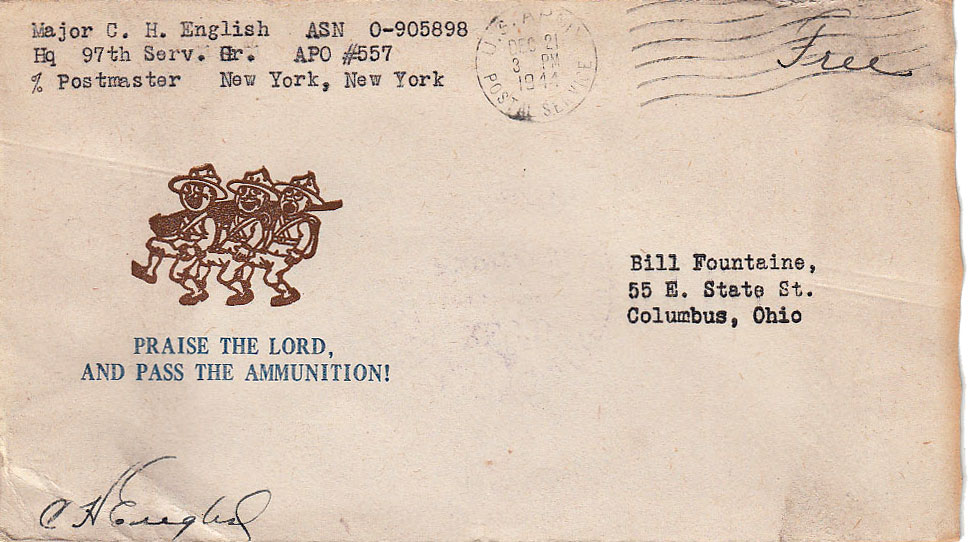 Major C. H. English ASN O-905898
Hq 97th Serv. Gr. APO #557
% Postmaster New York, New York
U.S. ARMY
DEC 21
3 PM
1944
POSTAL SERVICE
Free
PRAISE THE LORD,
AND PASS THE AMMUNITION!
Bill Fountaine,
55 E. State St.
Columbus, Ohio
C H English